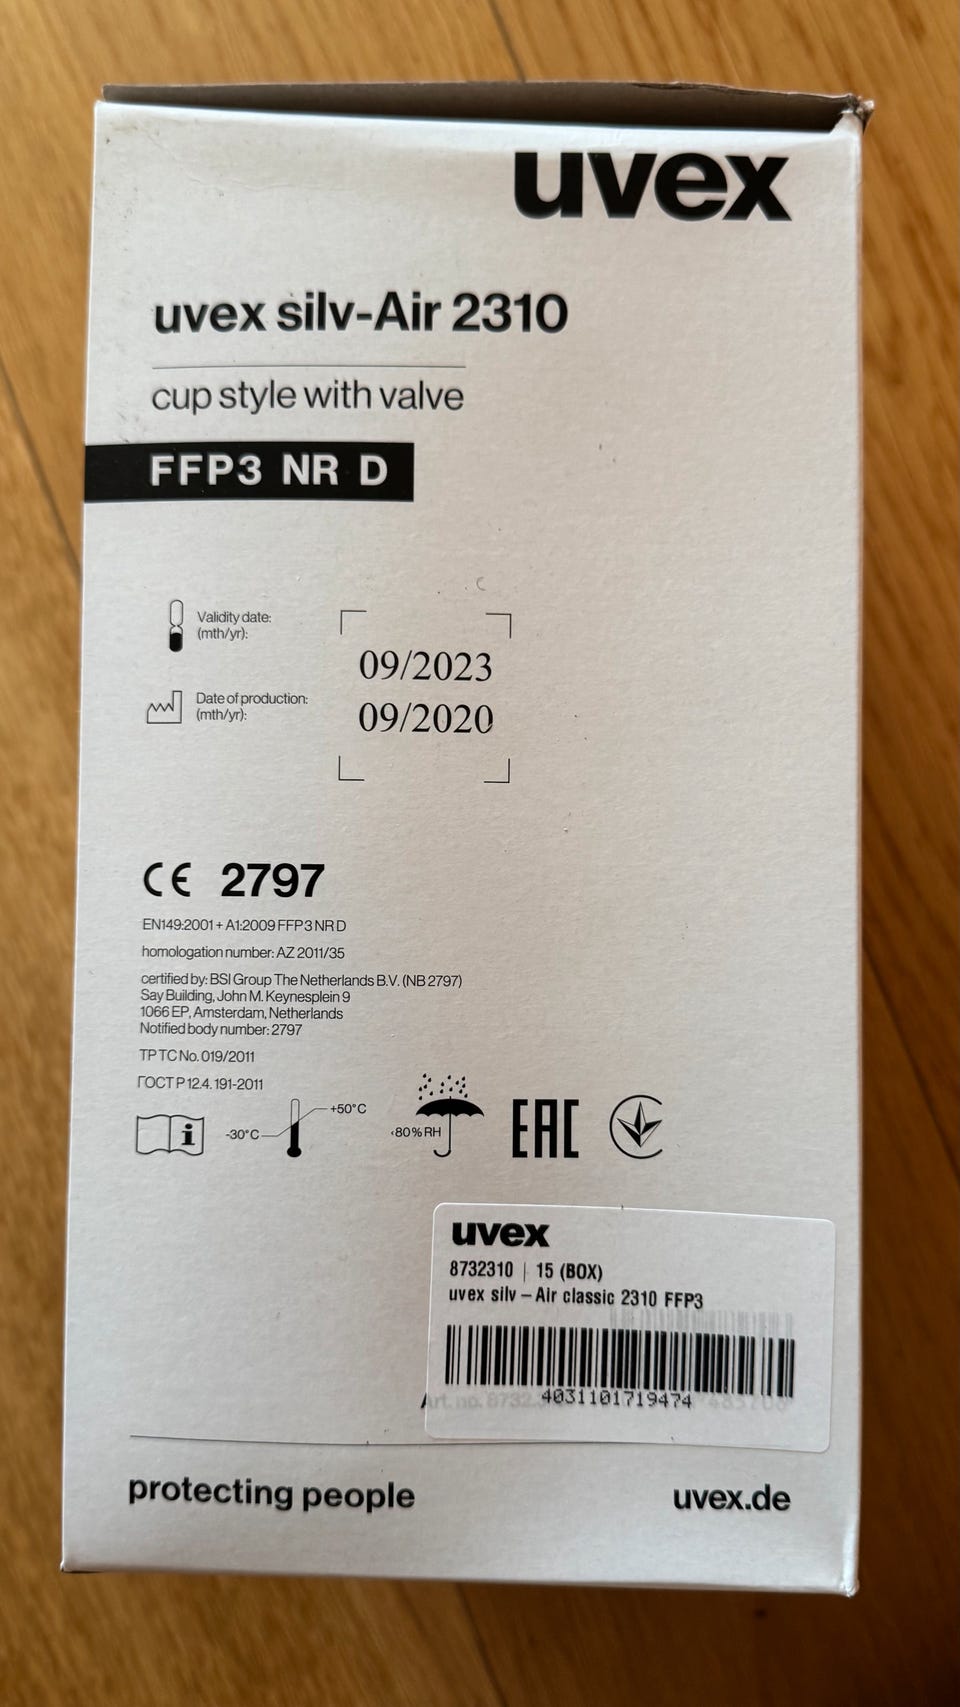 uvex
uvex silv-Air 2310
cup style with valve
FFP3 NR D
Validity date:
(mth/yr):
09/2023
Date of production:
(mth/yr):
09/2020
CE 2797
EN149:2001 + A1:2009 FFP3 NR D
homologation number: AZ 2011/35
certified by: BSI Group The Netherlands B.V. (NB 2797)
Say Building, John M. Keynesplein 9
1066 EP, Amsterdam, Netherlands
Notified body number: 2797
TP TC No. 019/2011
ГОСТ Р 12.4. 191-2011
i
+50°C
-30°C
<80% RH
EAC
uvex
8732310 | 15 (BOX)
uvex silv – Air classic 2310 FFP3
Art. no. 8732.
4031101719474
protecting people
uvex.de